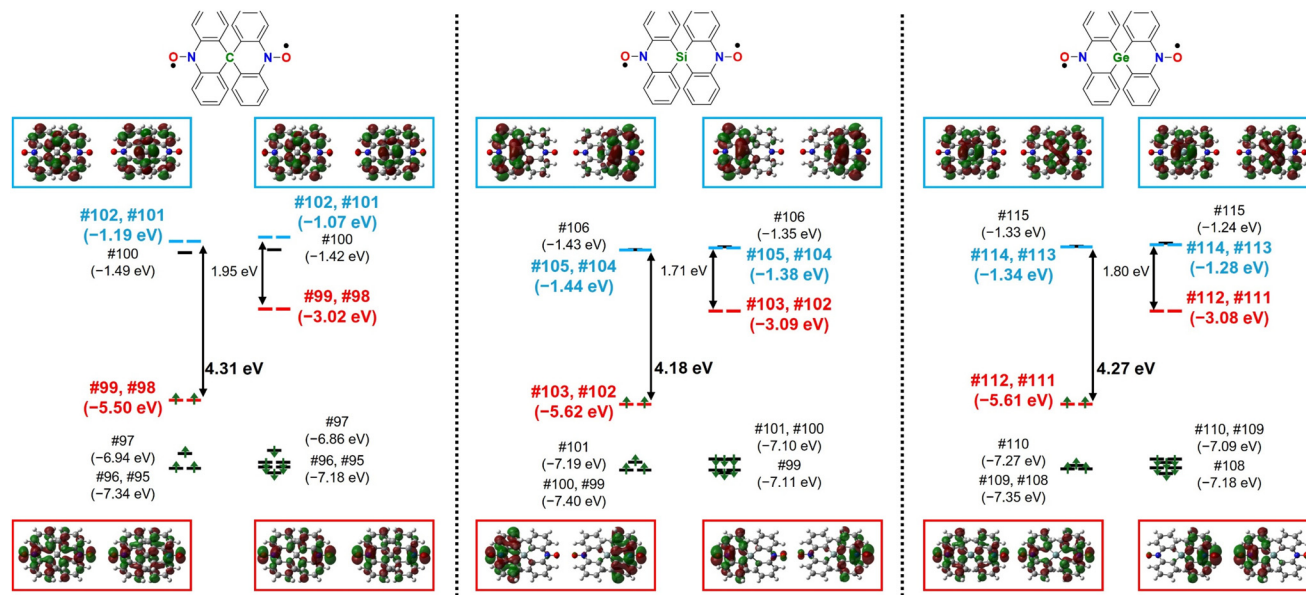 O N C N O
O N Si N O
O N Ge N O
#102, #101
(−1.19 eV)
#100
(−1.49 eV)
#102, #101
(−1.07 eV)
#100
(−1.42 eV)
1.95 eV
#99, #98
(−3.02 eV)
4.31 eV
#99, #98
(−5.50 eV)
#97
(−6.94 eV)
#96, #95
(−7.34 eV)
#97
(−6.86 eV)
#96, #95
(−7.18 eV)
#106
(−1.43 eV)
#105, #104
(−1.44 eV)
#106
(−1.35 eV)
#105, #104
(−1.38 eV)
1.71 eV
#103, #102
(−3.09 eV)
4.18 eV
#103, #102
(−5.62 eV)
#101
(−7.19 eV)
#100, #99
(−7.40 eV)
#101, #100
(−7.10 eV)
#99
(−7.11 eV)
#115
(−1.33 eV)
#114, #113
(−1.34 eV)
#115
(−1.24 eV)
#114, #113
(−1.28 eV)
1.80 eV
#112, #111
(−3.08 eV)
4.27 eV
#112, #111
(−5.61 eV)
#110
(−7.27 eV)
#109, #108
(−7.35 eV)
#110, #109
(−7.09 eV)
#108
(−7.18 eV)